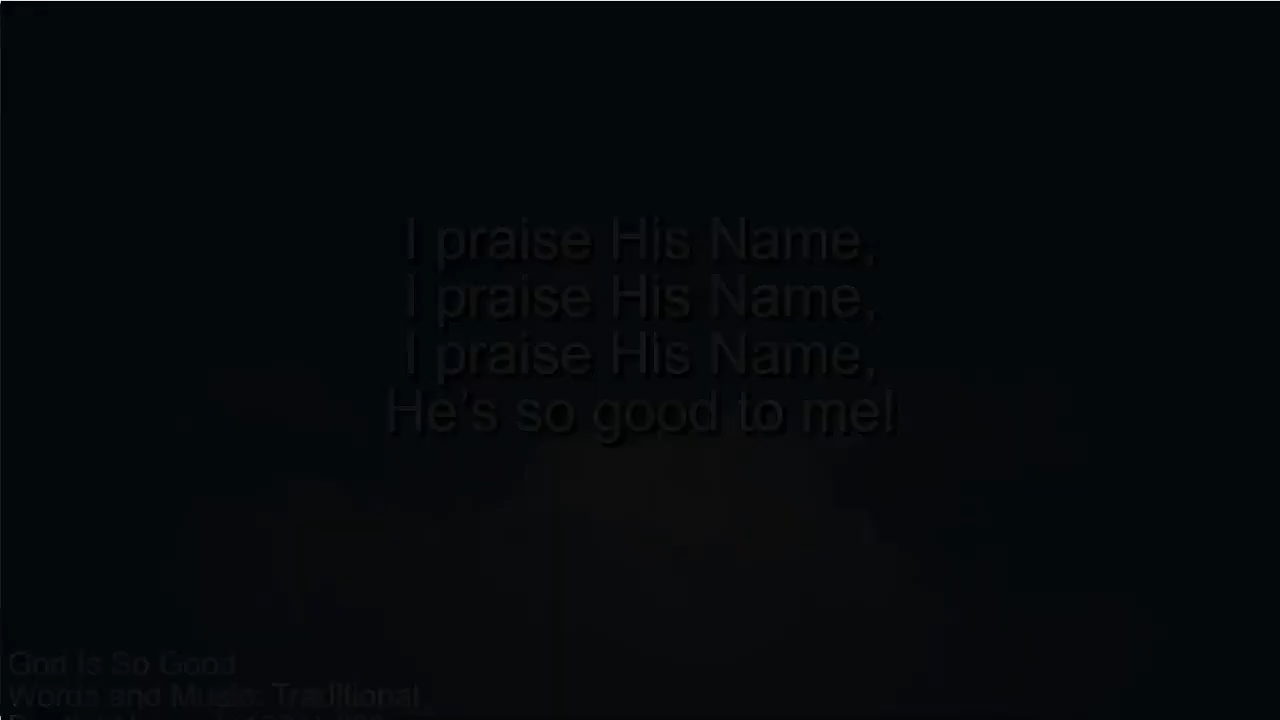 I praise His Name,
I praise His Name,
I praise His Name,
He's so good to me!
God Is So Good
Words and Music: Traditional